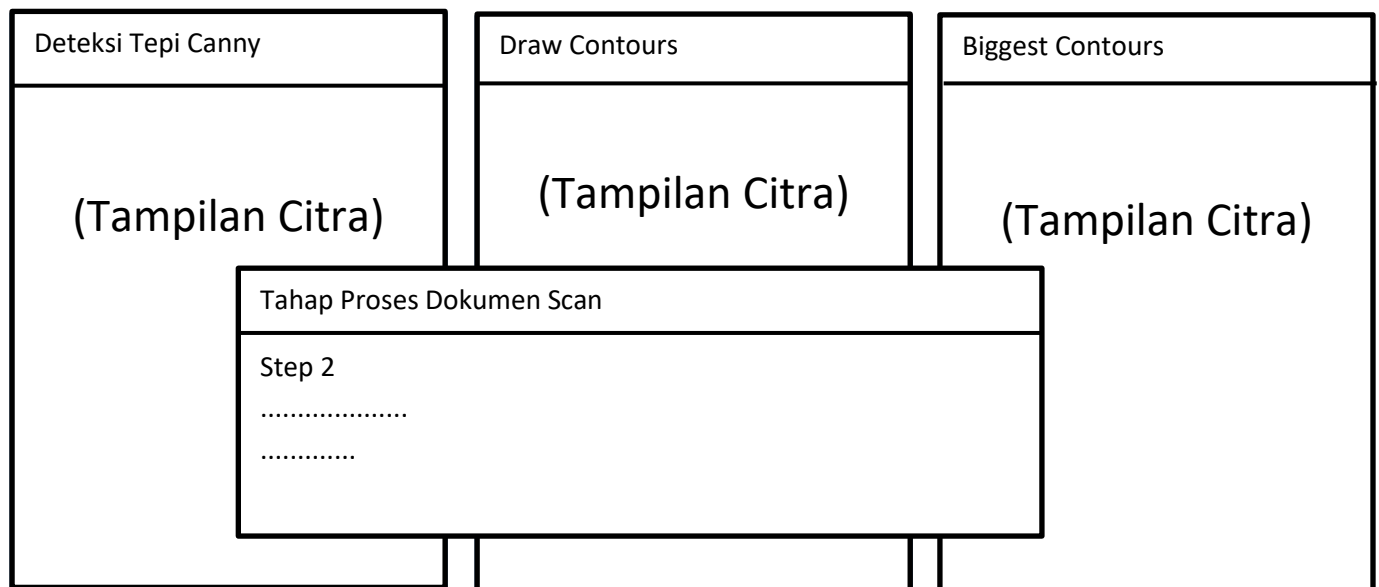 Deteksi Tepi Canny
Draw Contours
Biggest Contours
(Tampilan Citra)
(Tampilan Citra)
(Tampilan Citra)
Tahap Proses Dokumen Scan
Step 2
....................
.............